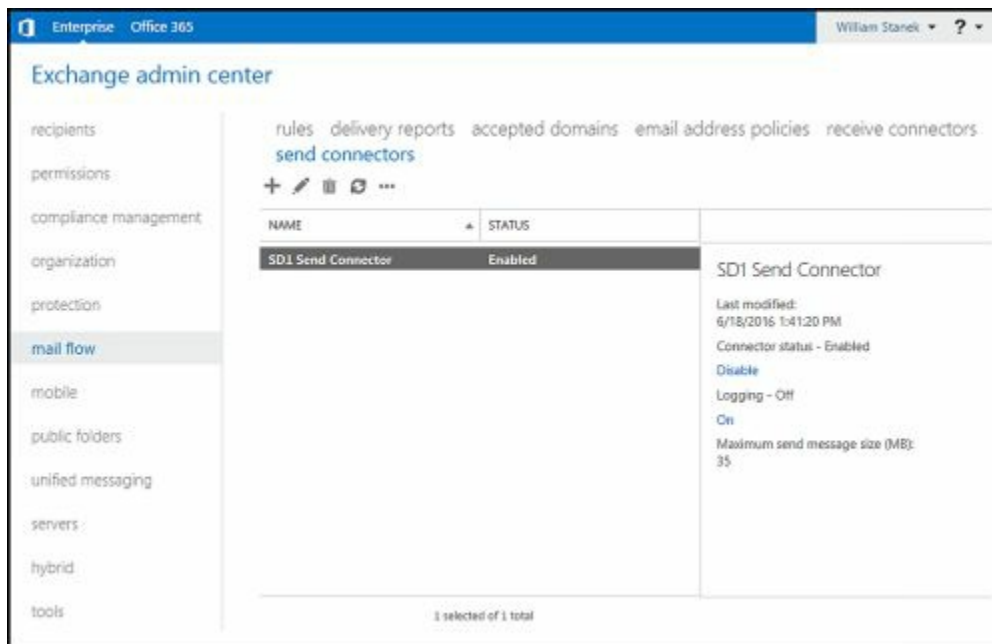 Enterprise Office 365
William Stanek ?
Exchange admin center
recipients
permissions
compliance management
organization
protection
mail flow
mobile
public folders
unified messaging
servers
hybrid
tools
rules delivery reports accepted domains email address policies receive connectors
send connectors
NAME STATUS
SD1 Send Connector Enabled
1 selected of 1 total
SD1 Send Connector
Last modified:
6/18/2016 1:41:20 PM
Connector status - Enabled
Disable
Logging - Off
On
Maximum send message size (MB):
35